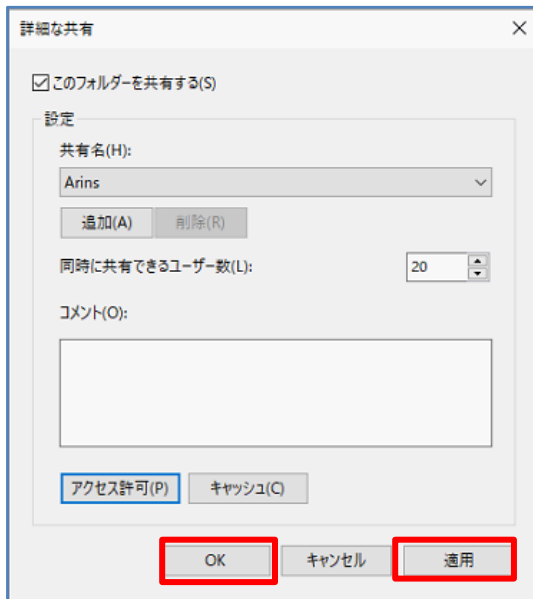 詳細な共有
このフォルダーを共有する(S)
設定
共有名(H):
Arins
追加(A) 削除(R)
同時に共有できるユーザー数(L): 20
コメント(O):
アクセス許可(P) キャッシュ(C)
OK キャンセル 適用